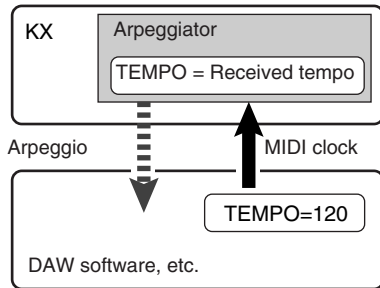 KX
Arpeggiator
TEMPO = Received tempo
Arpeggio
MIDI clock
TEMPO=120
DAW software, etc.